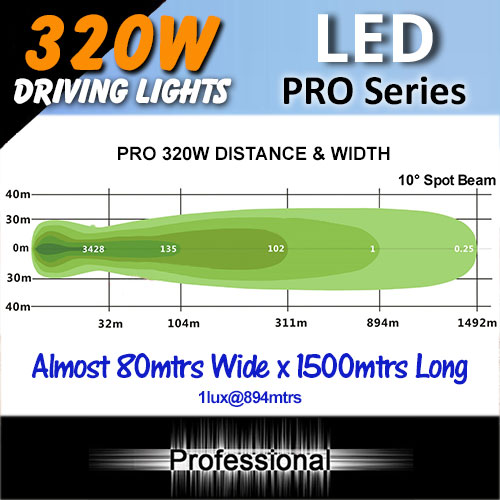 320W
DRIVING LIGHTS
LED
PRO Series
PRO 320W DISTANCE & WIDTH
10° Spot Beam
40m
30m
0m 3428 135 102 1 0.25
30m
40m
32m 104m 311m 894m 1492m
Almost 80mtrs Wide x 1500mtrs Long
1lux@894mtrs
Professional